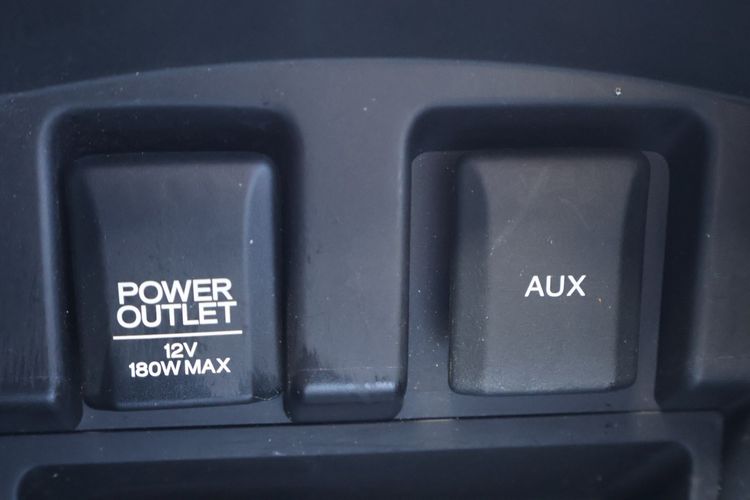 POWER
OUTLET
12V
180W MAX
AUX